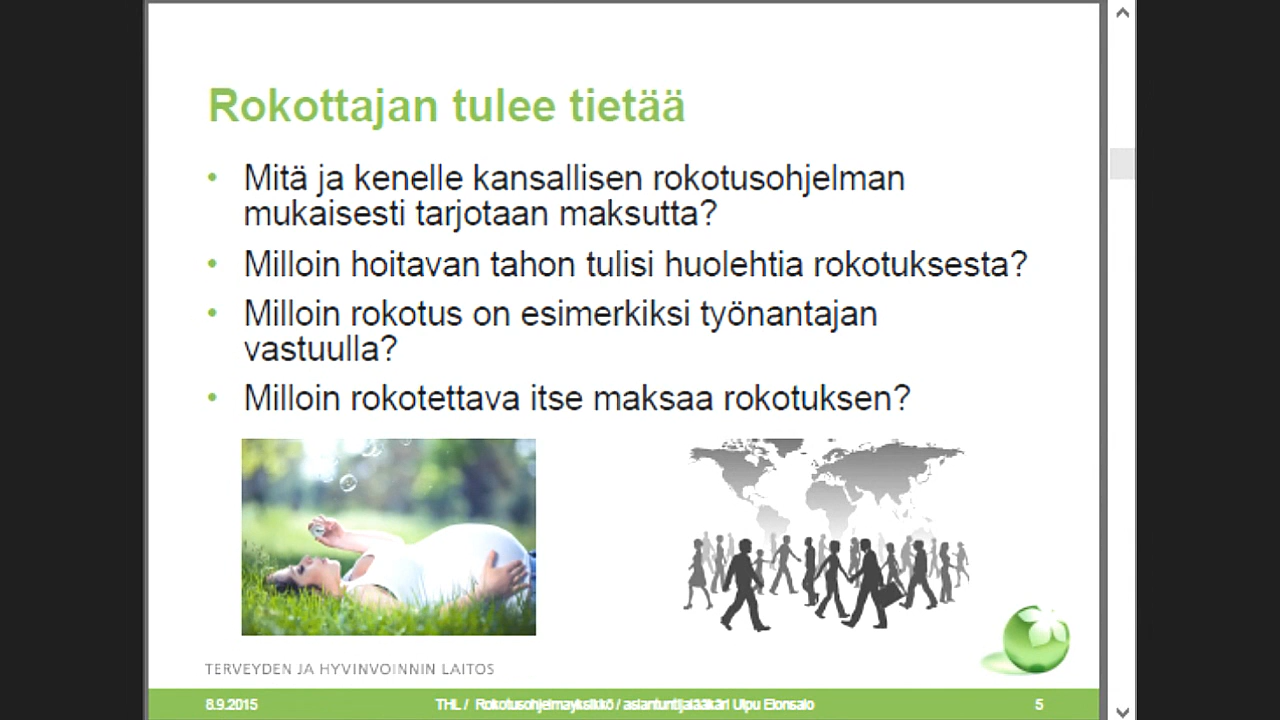 Rokottajan tulee tietää
• Mitä ja kenelle kansallisen rokotusohjelman
mukaisesti tarjotaan maksutta?
• Milloin hoitavan tahon tulisi huolehtia rokotuksesta?
• Milloin rokotus on esimerkiksi työnantajan
vastuulla?
• Milloin rokotettava itse maksaa rokotuksen?
TERVEYDEN JA HYVINVOINNIN LAITOS
8.9.2015 THL / Rokotusohjelmayksikkö / asiantuntijalääkäri Ulpu Elonsalo 5